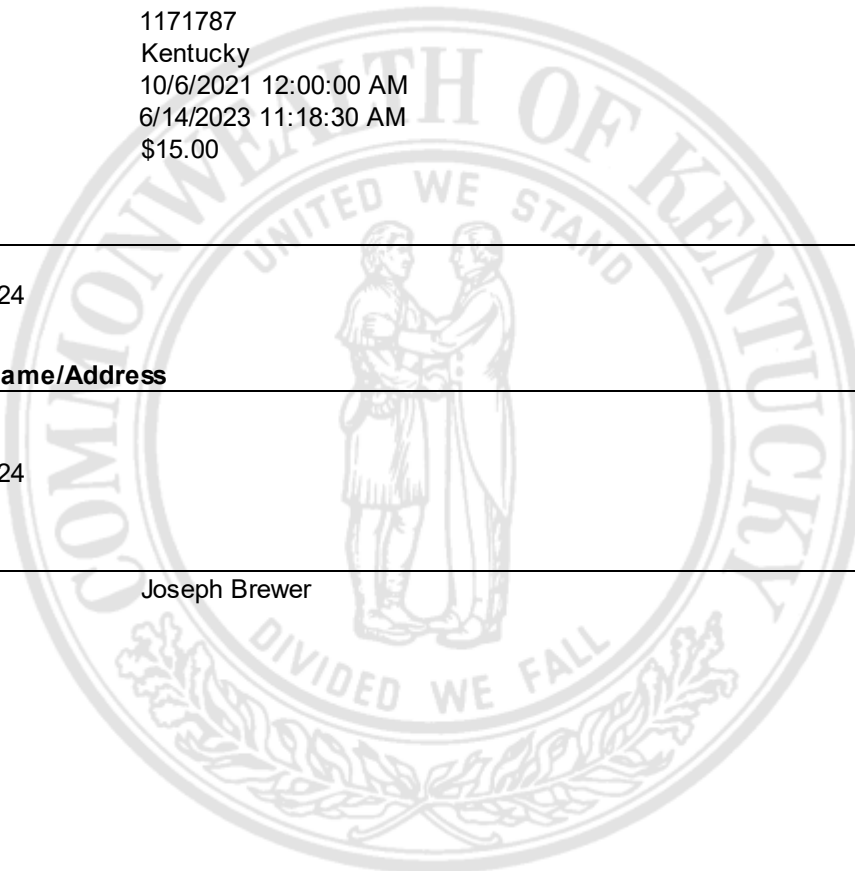 1171787
Kentucky
10/6/2021 12:00:00 AM
6/14/2023 11:18:30 AM
$15.00
24
ame/Address
24
Joseph Brewer
COMMONWEALTH OF KENTUCKY
UNITED WE STAND
DIVIDED WE FALL